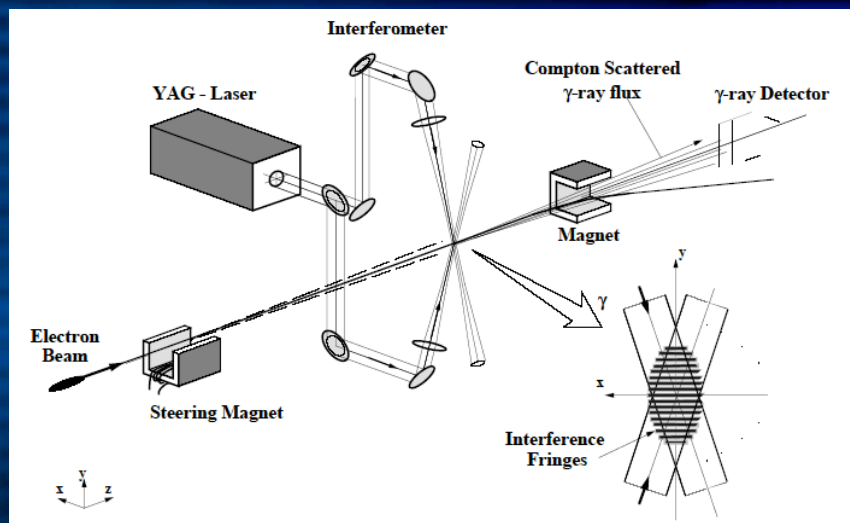 Interferometer
YAG - Laser
Compton Scattered
γ-ray flux
γ-ray Detector
Magnet
y
γ
Electron
Beam
x
Steering Magnet
Interference
Fringes
y
x
z